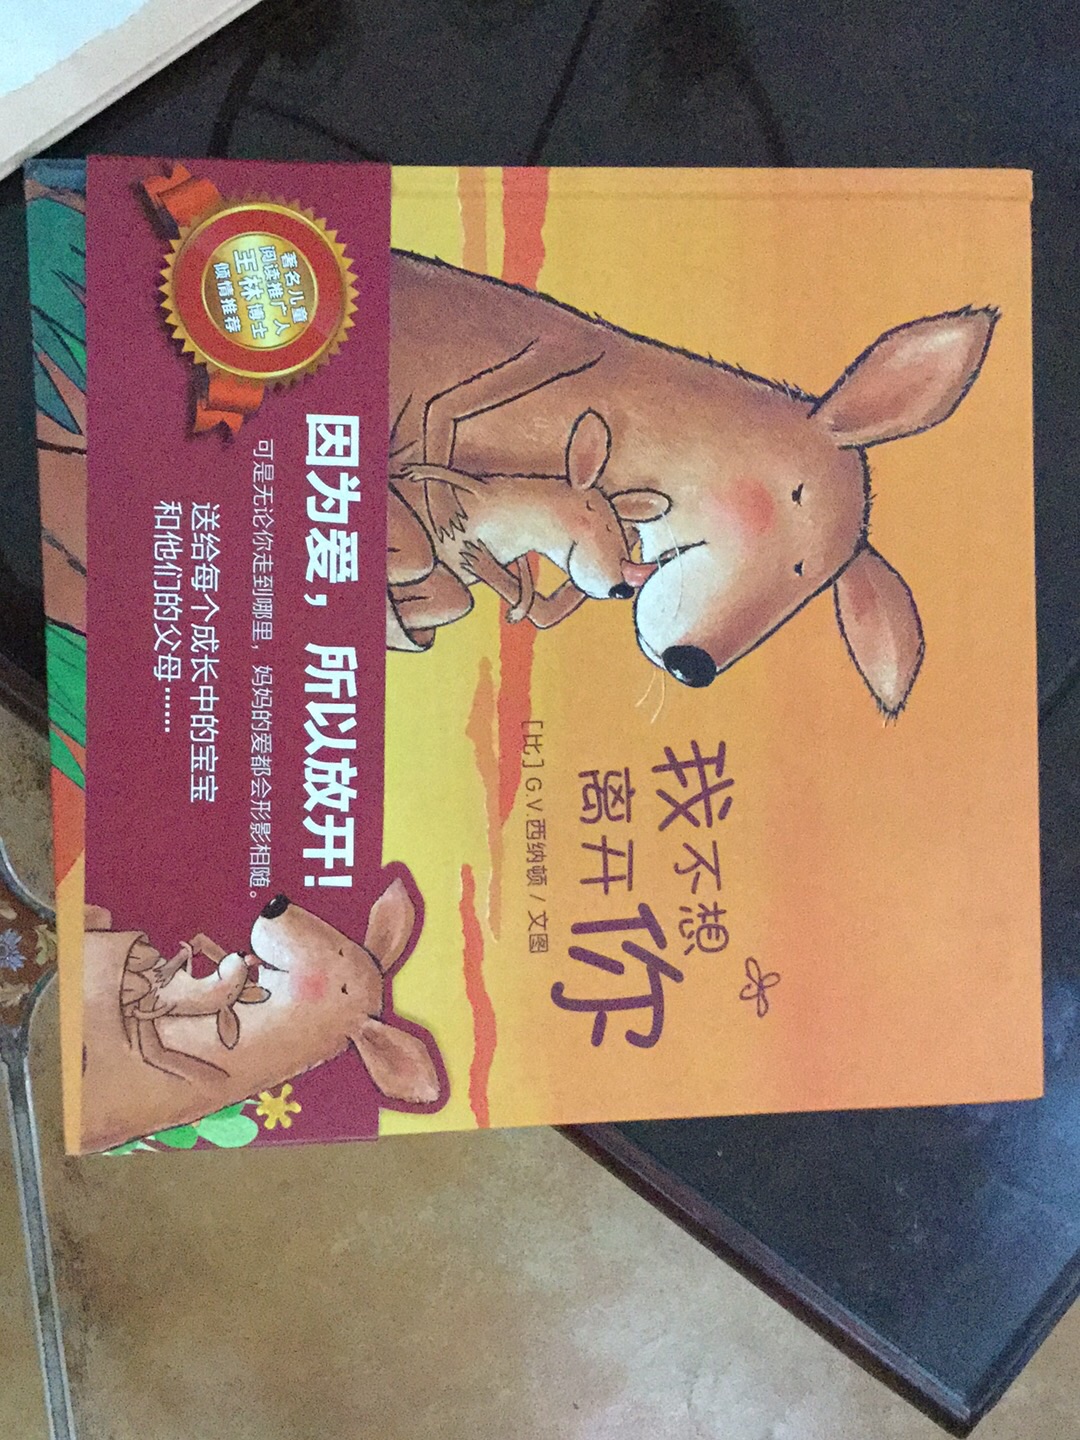 我不想
离开你
[比] G.V.西纳顿 / 文图
著名儿童
阅读推广人
王林博士
倾情推荐
因为爱，所以放开！
可是无论你走到哪里，妈妈的爱都会形影相随。
送给每个成长中的宝宝
和他们的父母……